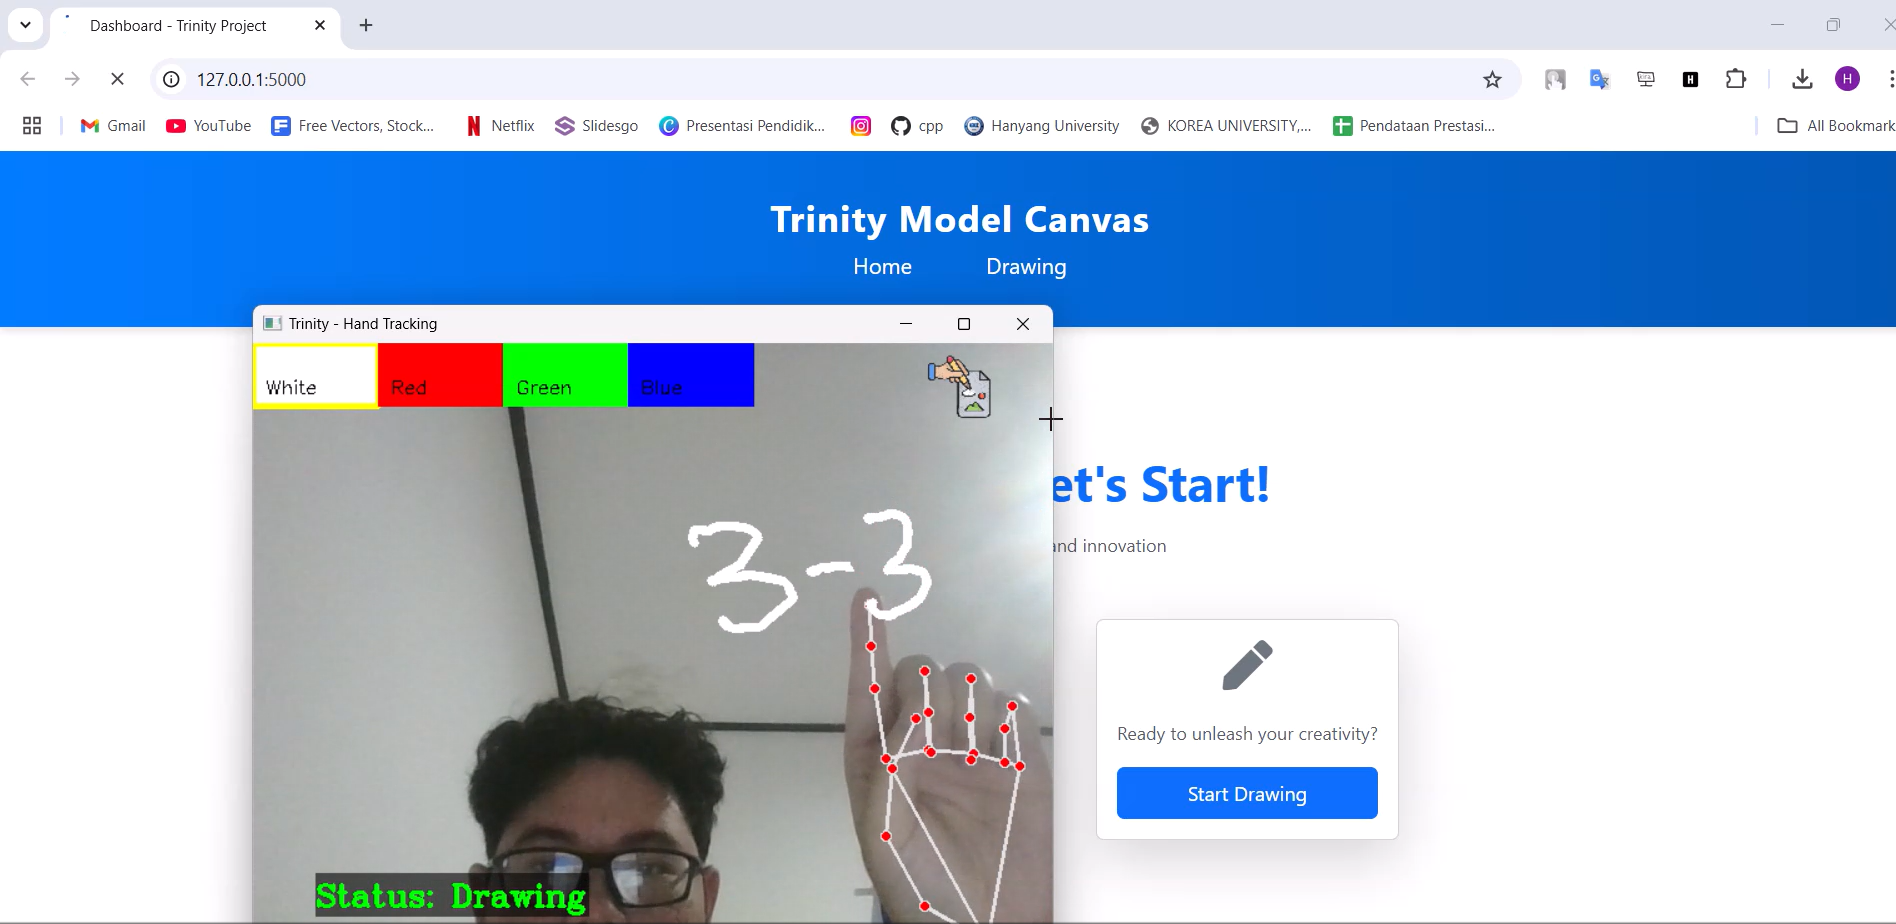 Dashboard - Trinity Project
127.0.0.1:5000
Gmail YouTube Free Vectors, Stock... Netflix Slidesgo Presentasi Pendidik... cpp Hanyang University KOREA UNIVERSITY,... Pendataan Prestasi... All Bookmark
H
H
Trinity Model Canvas
Home Drawing
Trinity - Hand Tracking
White Red Green Blue
et's Start!
and innovation
3-3
Ready to unleash your creativity?
Start Drawing
Status: Drawing